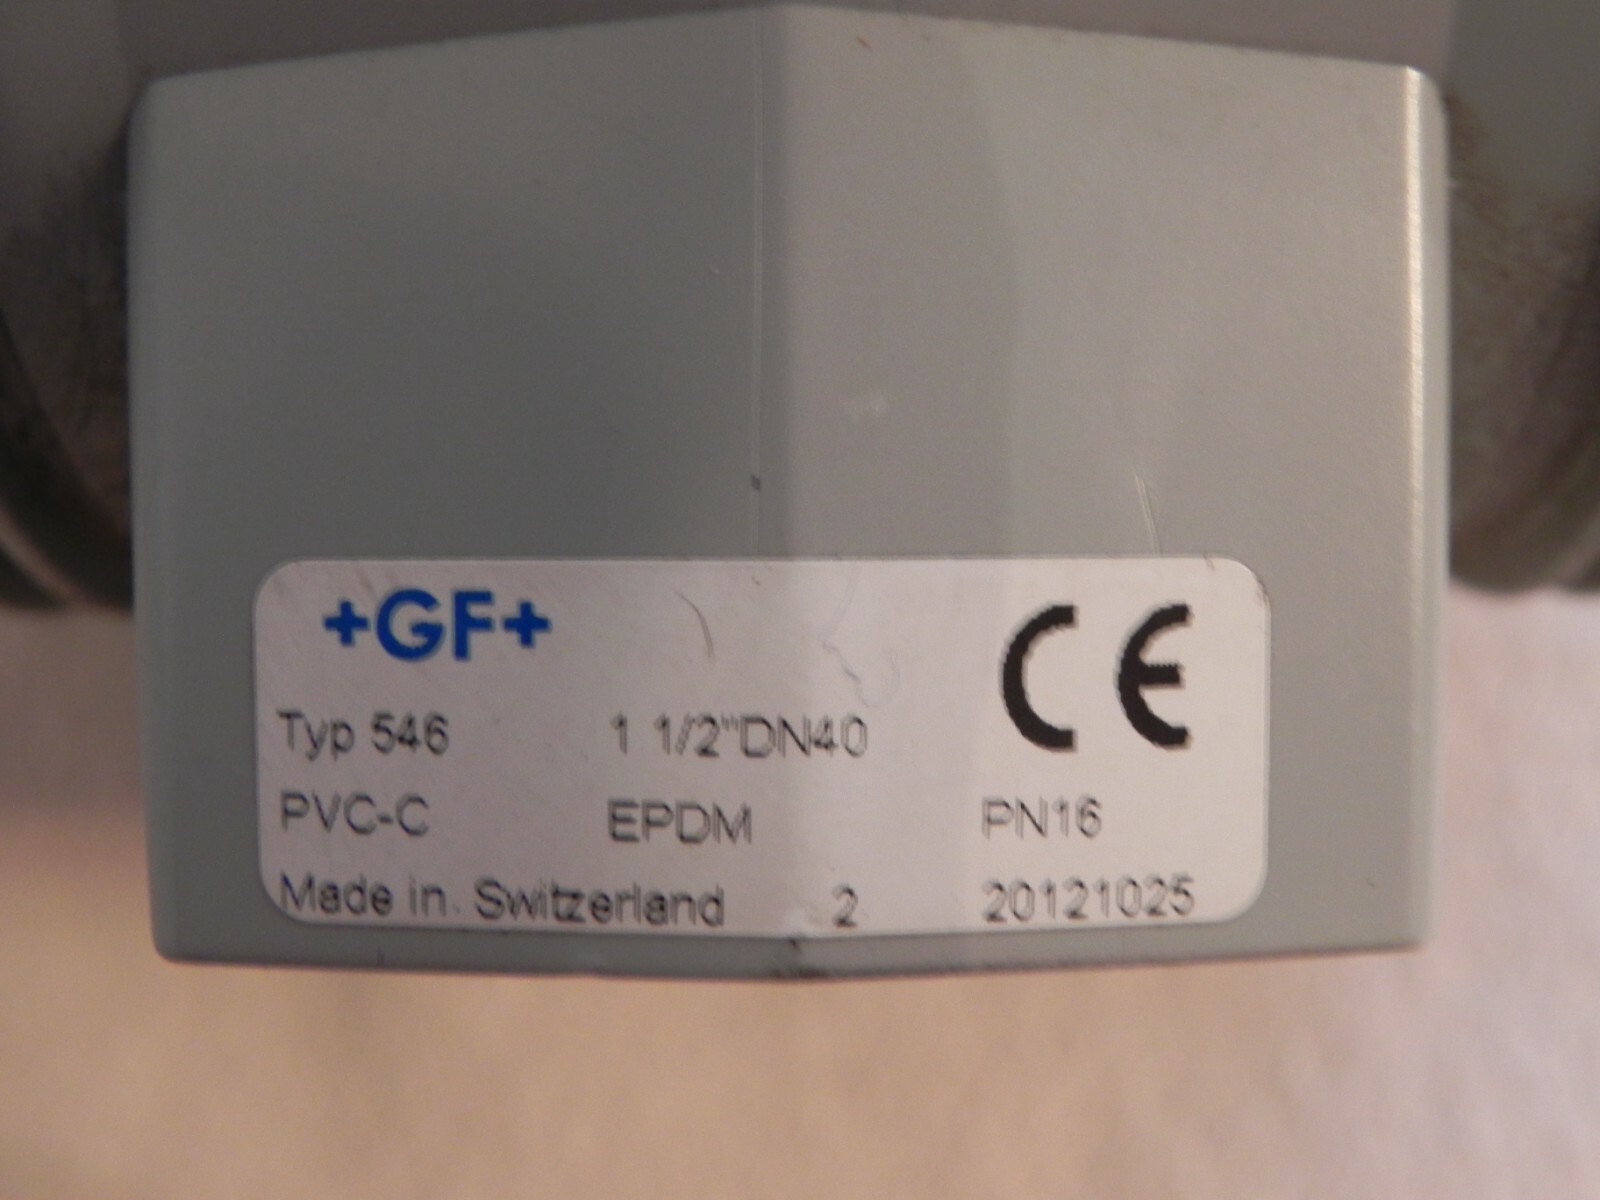 +GF+ CE
Typ 546 1 1/2"DN40
PVC-C EPDM PN16
Made in Switzerland 2 20121025